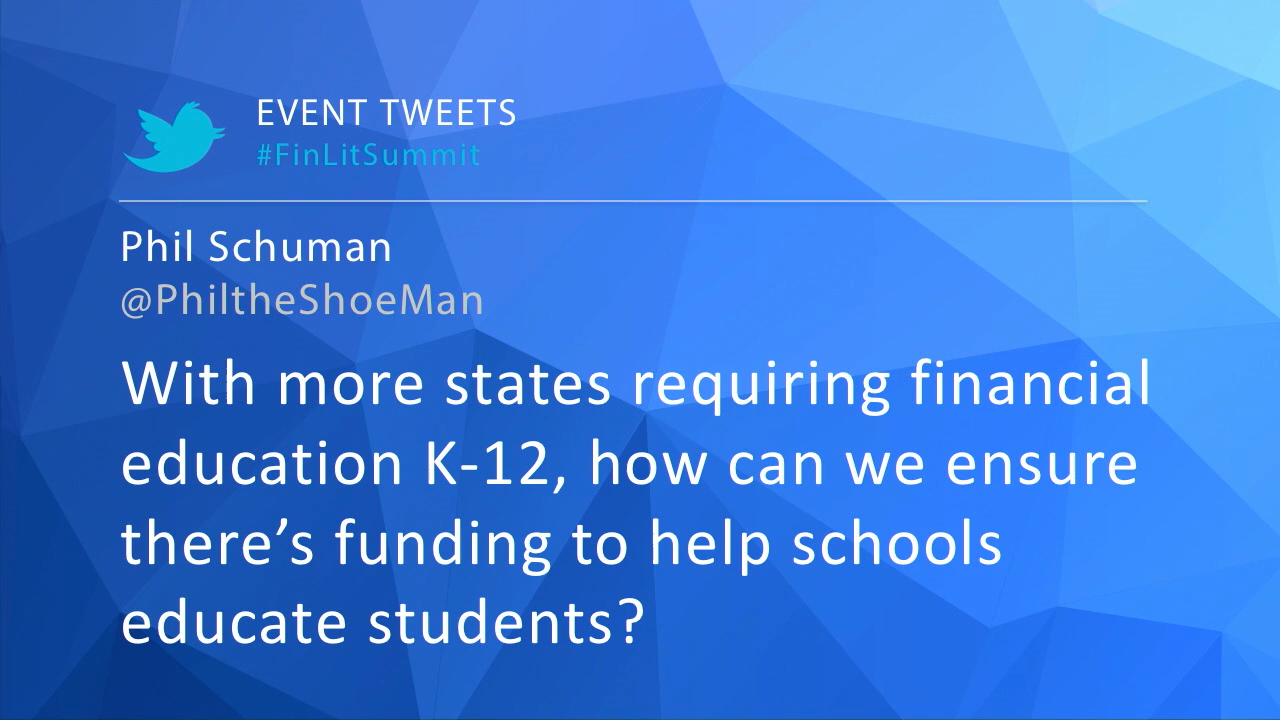 EVENT TWEETS
#FinLitSummit
Phil Schuman
@PhiltheShoeMan
With more states requiring financial
education K-12, how can we ensure
there’s funding to help schools
educate students?